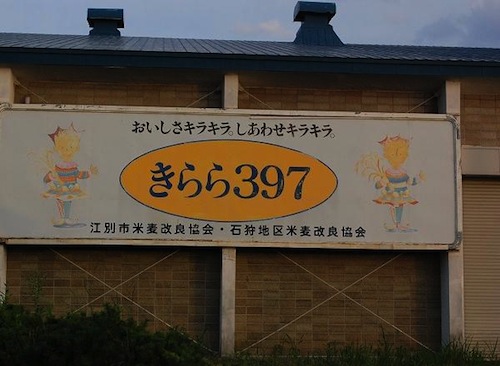 おいしさキラキラ。しあわせキラキラ。
きらら397
江別市米麦改良協会・石狩地区米麦改良協会